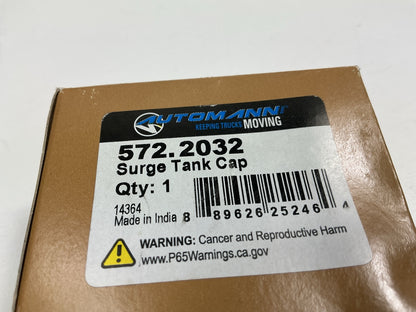 AUTOMANN
KEEPING TRUCKS MOVING
572.2032
Surge Tank Cap
Qty: 1
14364
Made in India
8 89626 25246 4
WARNING: Cancer and Reproductive Harm
www.P65Warnings.ca.gov